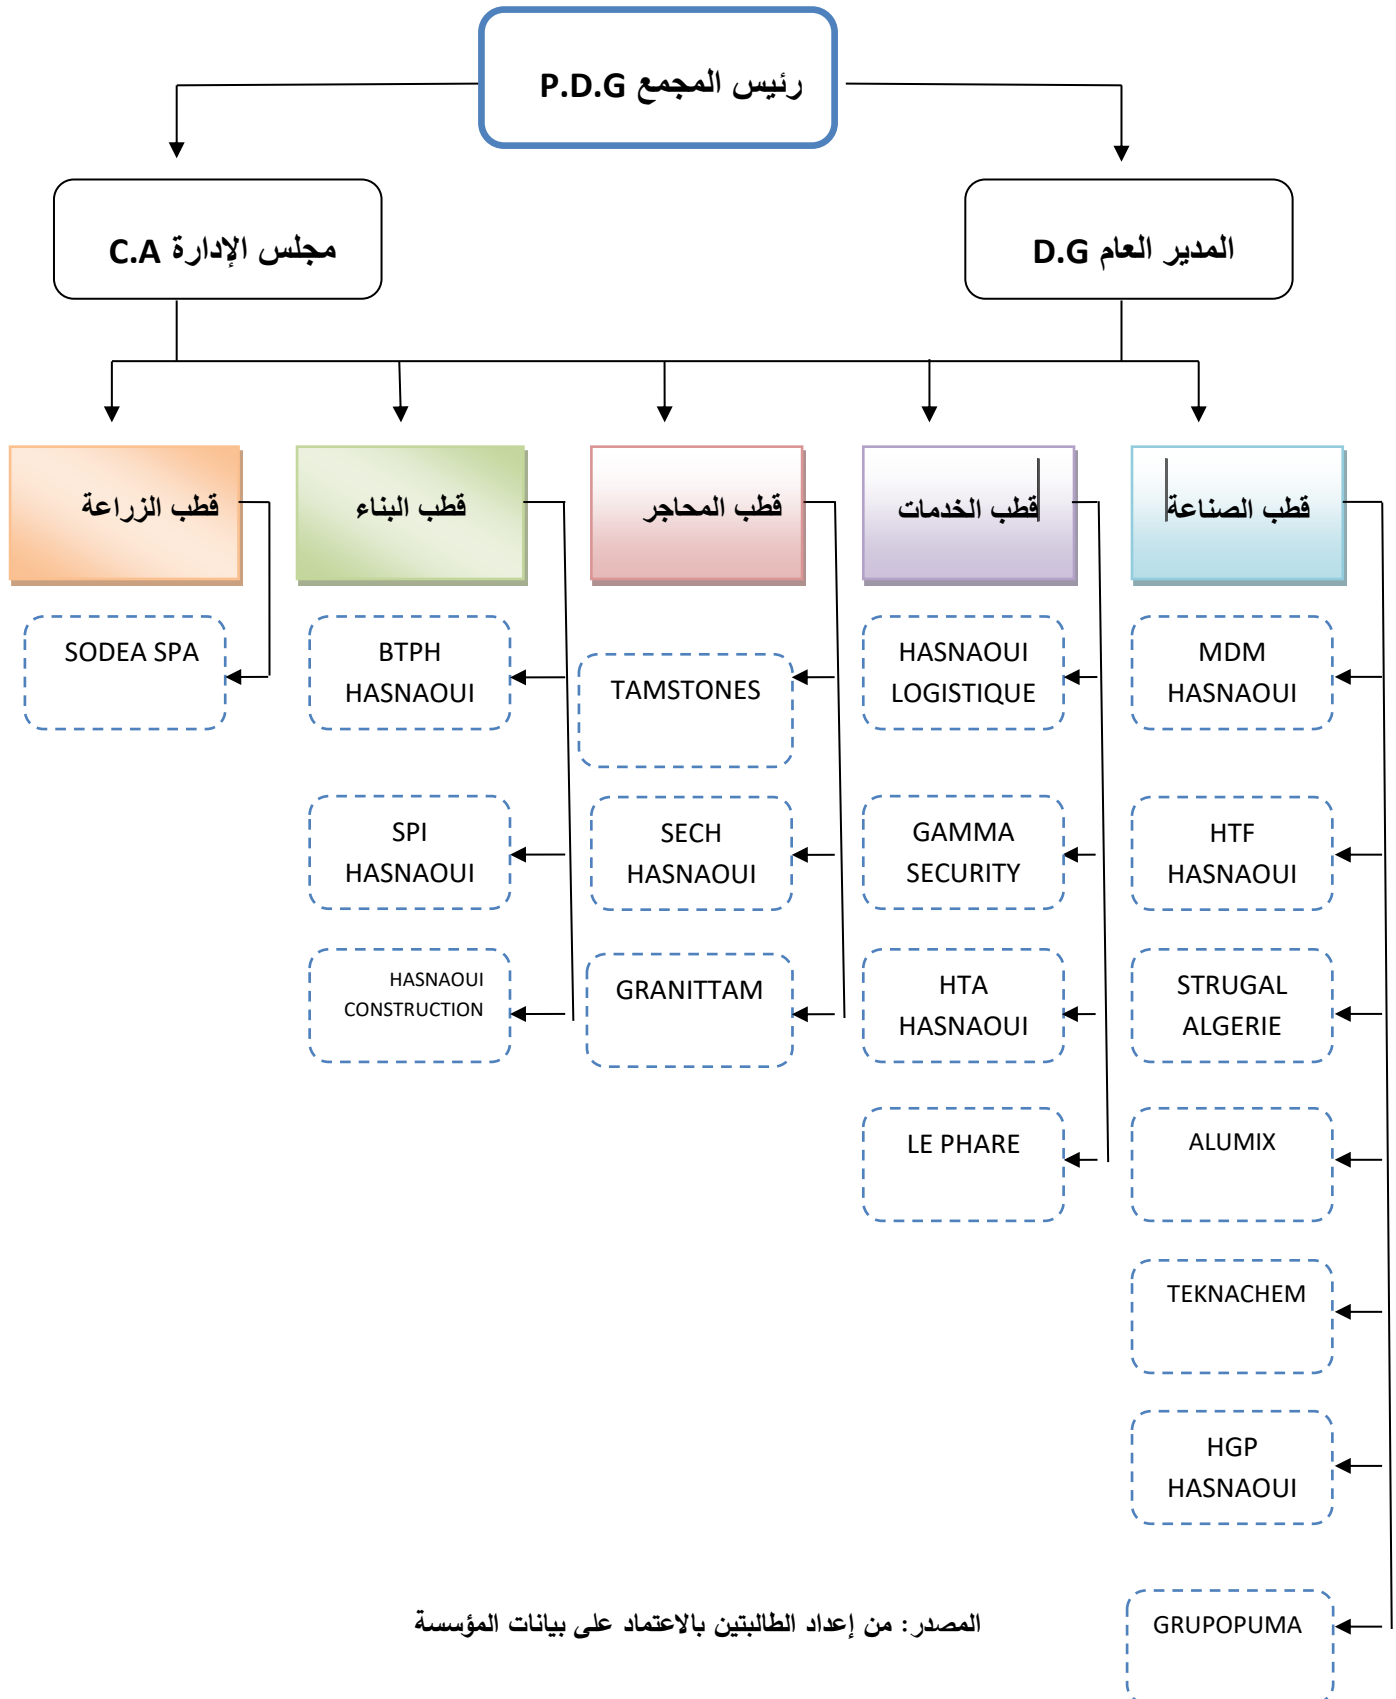 رئيس المجمع P.D.G
المدير العام D.G
مجلس الإدارة C.A
قطب الصناعة
قطب الخدمات
قطب المحاجر
قطب البناء
قطب الزراعة
MDM
HASNAOUI
HTF
HASNAOUI
STRUGAL
ALGERIE
ALUMIX
TEKNACHEM
HGP
HASNAOUI
GRUPOPUMA
HASNAOUI
LOGISTIQUE
GAMMA
SECURITY
HTA
HASNAOUI
LE PHARE
TAMSTONES
SECH
HASNAOUI
GRANITTAM
BTPH
HASNAOUI
SPI
HASNAOUI
HASNAOUI
CONSTRUCTION
SODEA SPA
المصدر: من إعداد الطالبتين بالاعتماد على بيانات المؤسسة